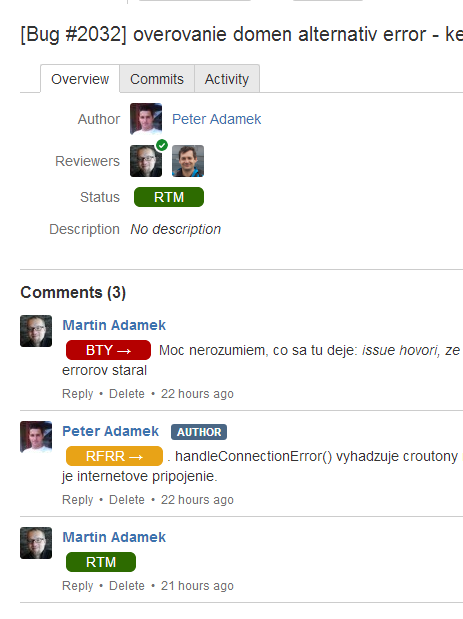 [Bug #2032] overovanie domen alternativ error - ke
Overview Commits Activity
Author Peter Adamek
Reviewers
Status RTM
Description No description
Comments (3)
Martin Adamek
BTY → Moc nerozumiem, co sa tu deje: issue hovori, ze
errorov staral
Reply • Delete • 22 hours ago
Peter Adamek AUTHOR
RFRR → . handleConnectionError() vyhadzuje croutony
je internetove pripojenie.
Reply • Delete • 22 hours ago
Martin Adamek
RTM
Reply • Delete • 21 hours ago